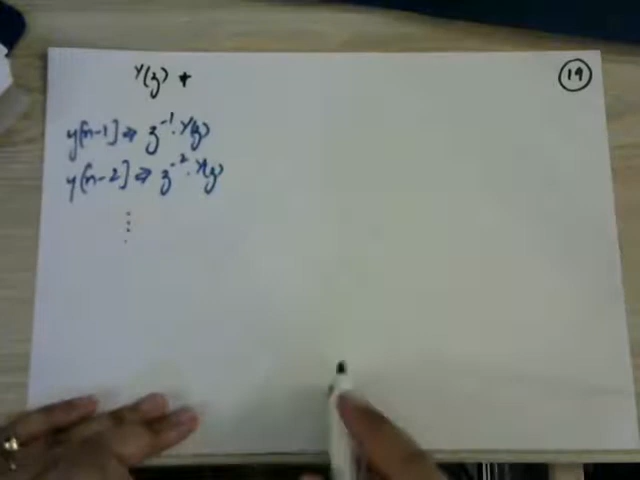 Y(z) +
19
y[n-1] ⇒ z⁻¹·Y(z)
y[n-2] ⇒ z⁻²·Y(z)
⋮